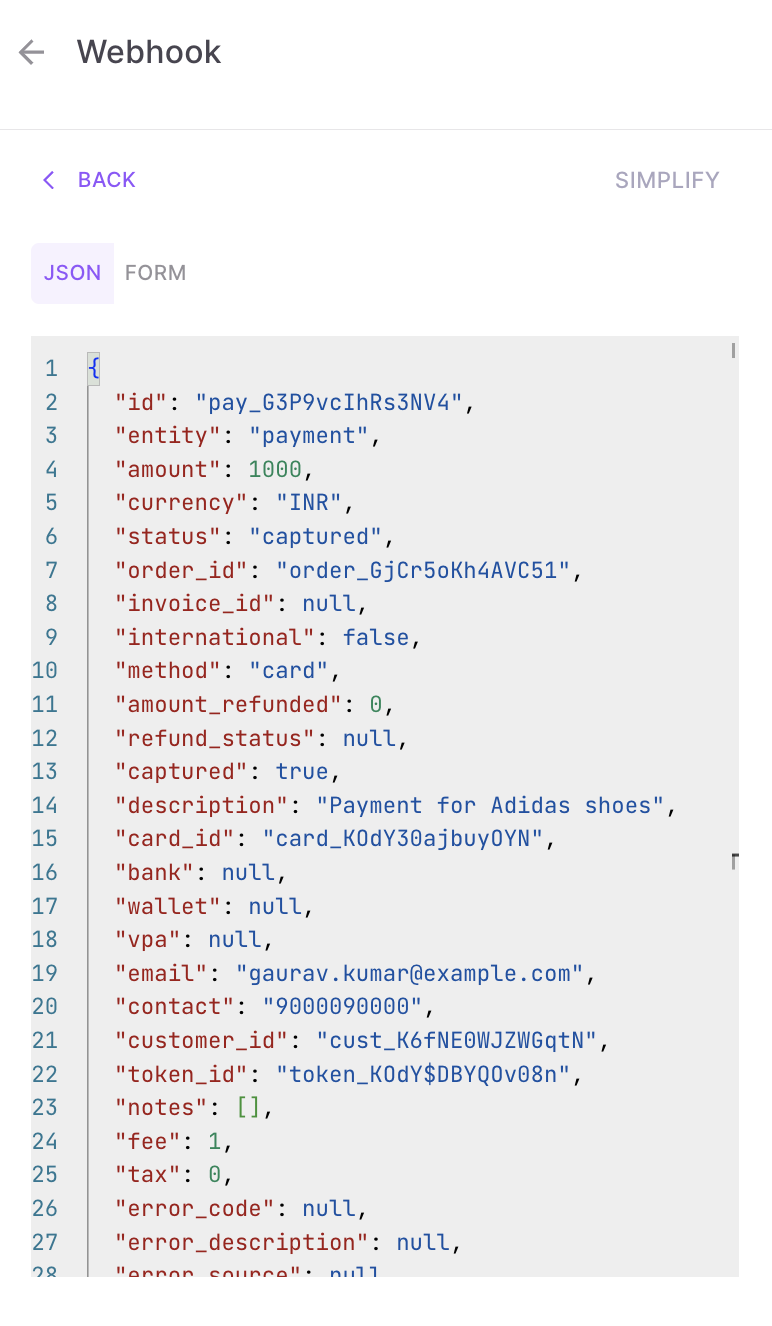 Webhook
BACK
SIMPLIFY
JSON FORM
1 {
2 "id": "pay_G3P9vcIhRs3NV4",
3 "entity": "payment",
4 "amount": 1000,
5 "currency": "INR",
6 "status": "captured",
7 "order_id": "order_GjCr5oKh4AVC51",
8 "invoice_id": null,
9 "international": false,
10 "method": "card",
11 "amount_refunded": 0,
12 "refund_status": null,
13 "captured": true,
14 "description": "Payment for Adidas shoes",
15 "card_id": "card_KOdY30ajbuyOYN",
16 "bank": null,
17 "wallet": null,
18 "vpa": null,
19 "email": "gaurav.kumar@example.com",
20 "contact": "9000090000",
21 "customer_id": "cust_K6fNE0WJZWGqtN",
22 "token_id": "token_KOdY$DBYQOv08n",
23 "notes": [],
24 "fee": 1,
25 "tax": 0,
26 "error_code": null,
27 "error_description": null,
28 "error_source": null